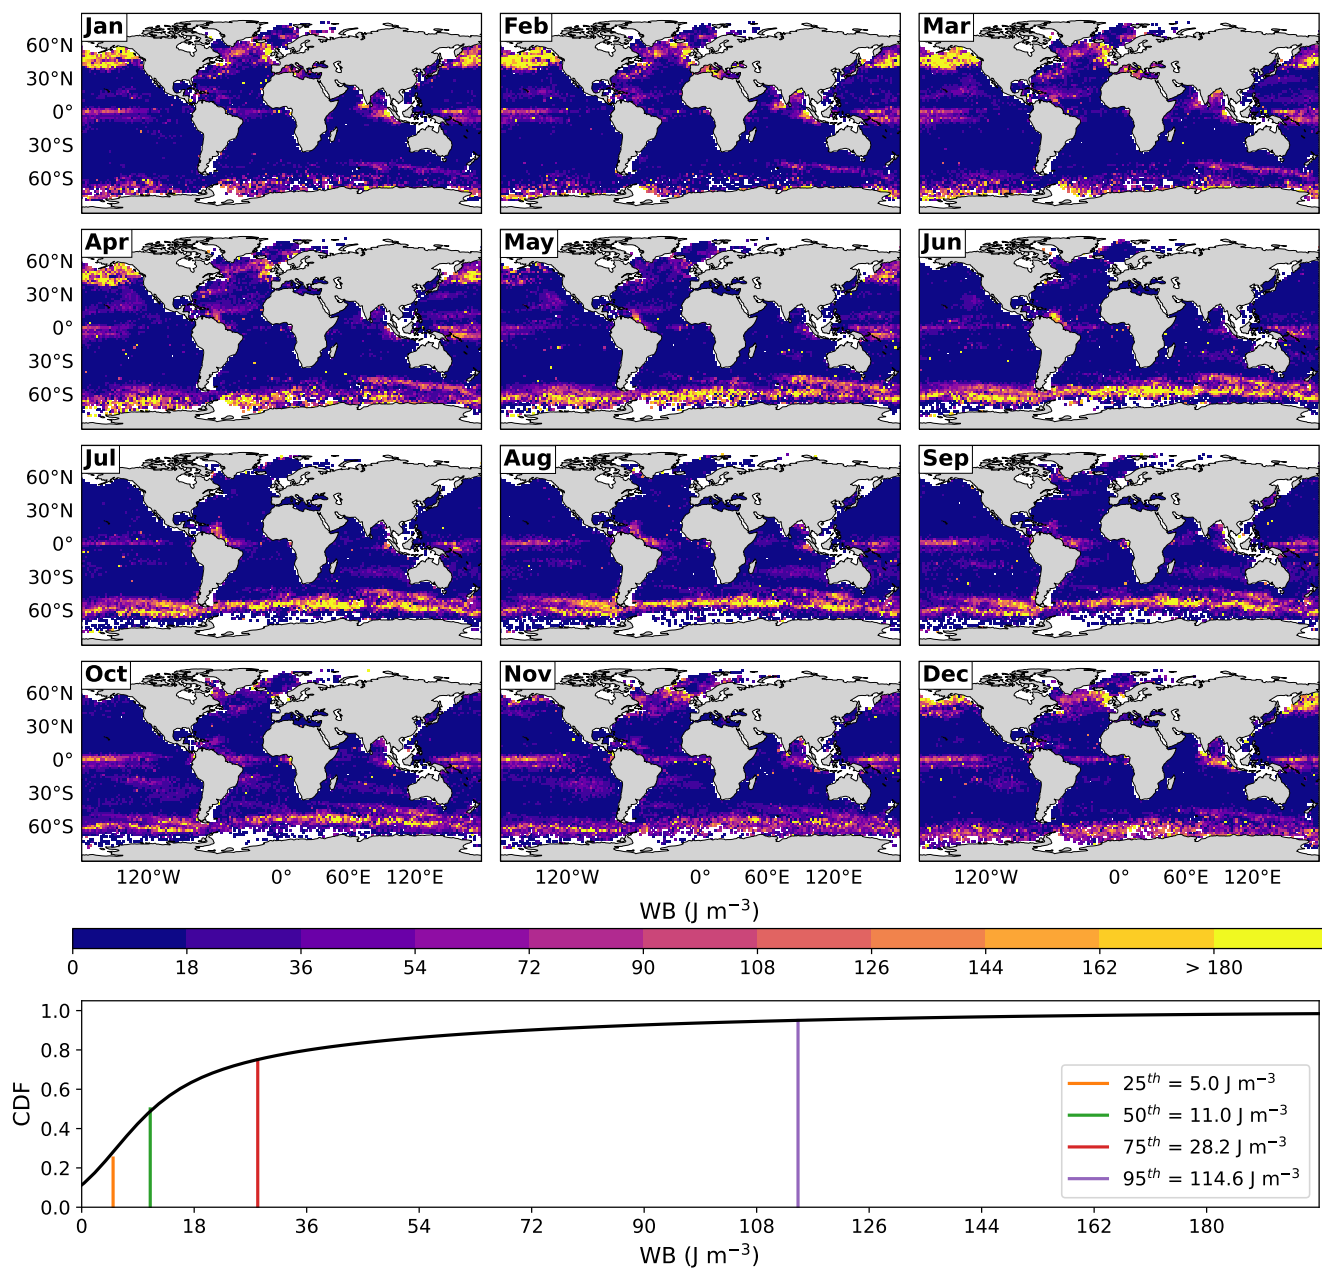 Jan Feb Mar
60°N
30°N
0°
30°S
60°S
Apr May Jun
60°N
30°N
0°
30°S
60°S
Jul Aug Sep
60°N
30°N
0°
30°S
60°S
Oct Nov Dec
60°N
30°N
0°
30°S
60°S
120°W 0° 60°E 120°E 120°W 0° 60°E 120°E 120°W 0° 60°E 120°E
WB (J m⁻³)
0 18 36 54 72 90 108 126 144 162 > 180
1.0
0.8
0.6
0.4
0.2
0.0
CDF
25ᵗʰ = 5.0 J m⁻³
50ᵗʰ = 11.0 J m⁻³
75ᵗʰ = 28.2 J m⁻³
95ᵗʰ = 114.6 J m⁻³
0 18 36 54 72 90 108 126 144 162 180
WB (J m⁻³)